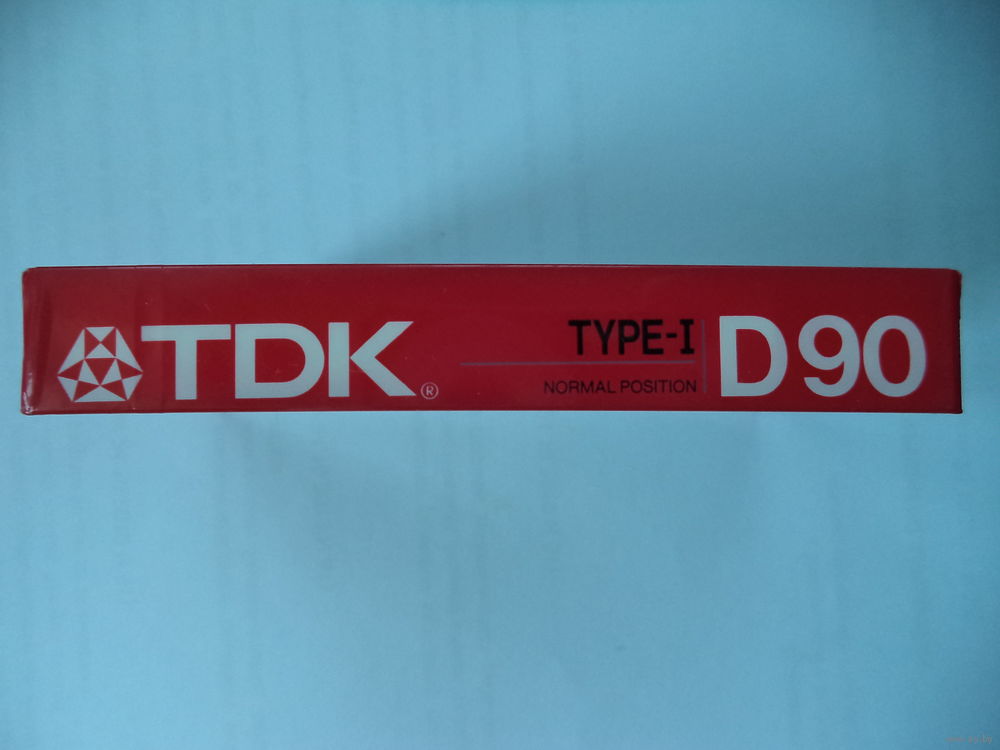 TDK®
TYPE-I
NORMAL POSITION
D90